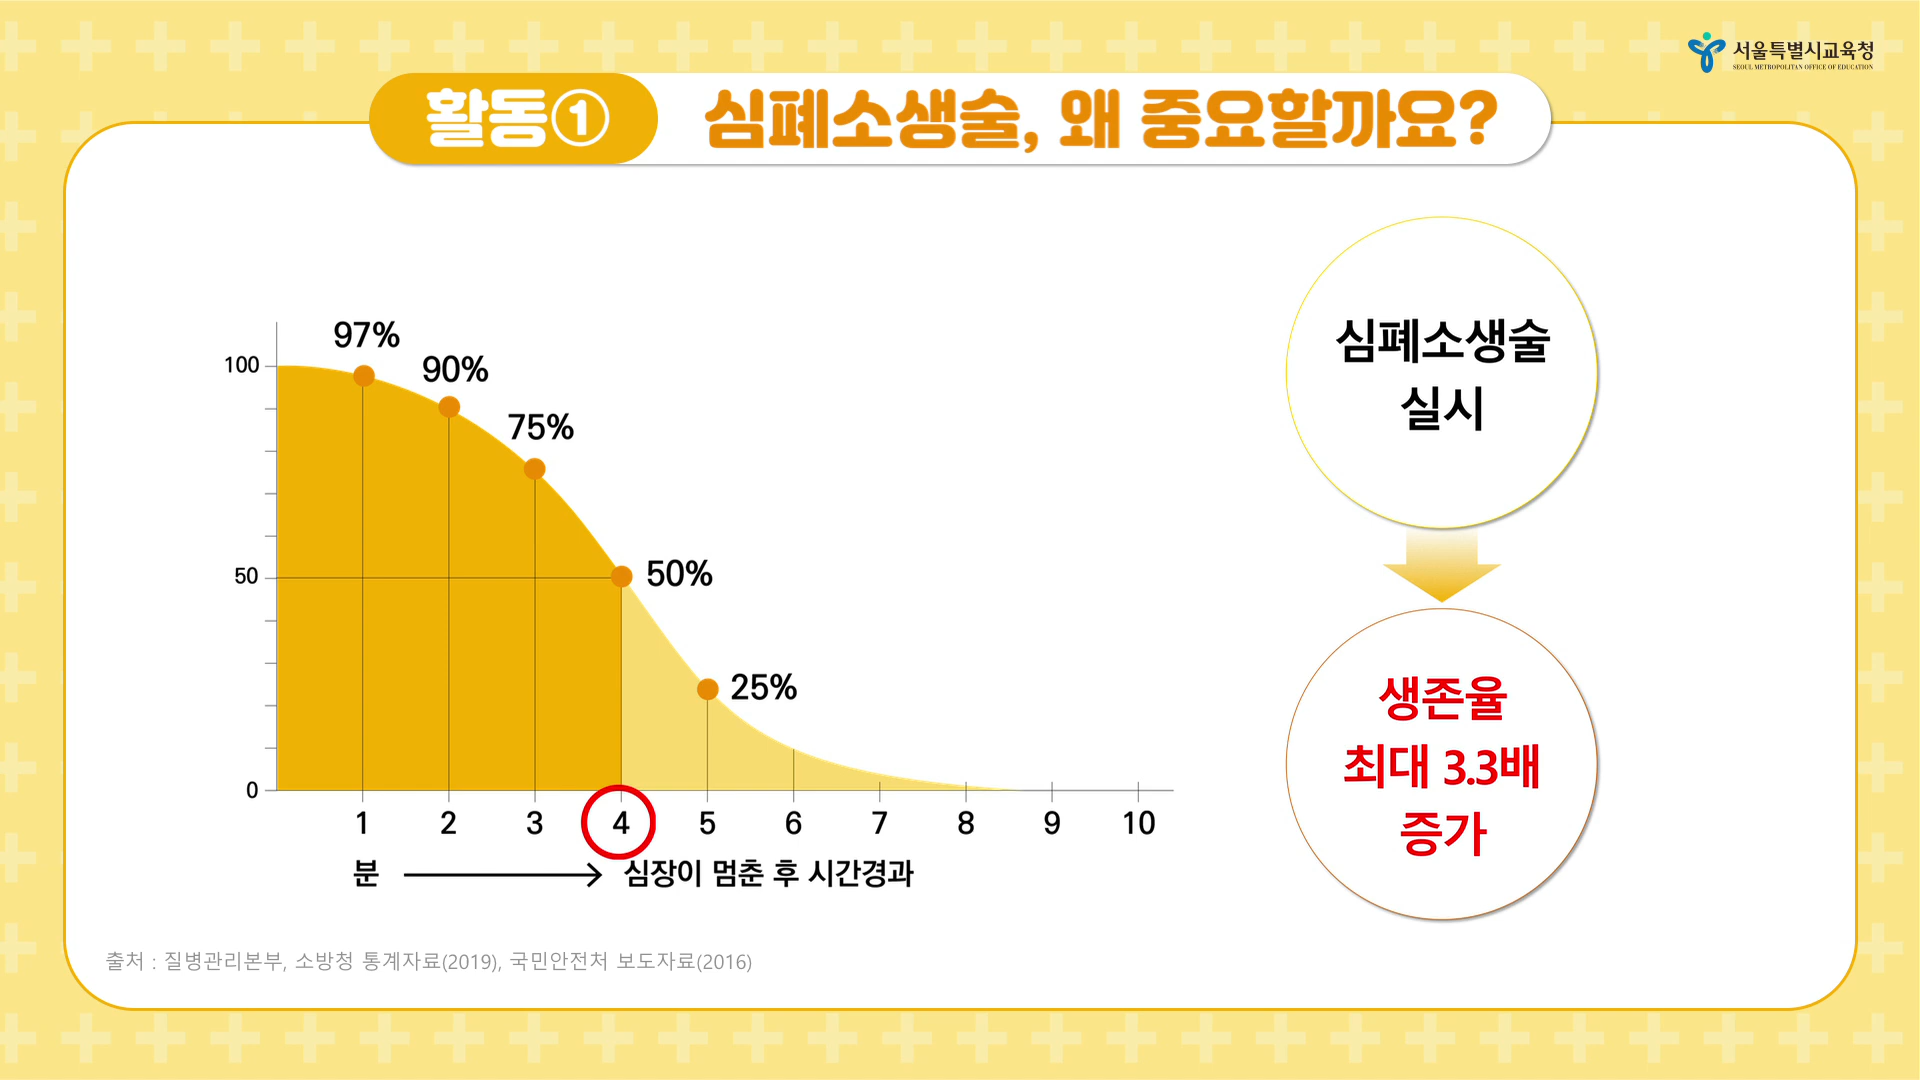 서울특별시교육청
SEOUL METROPOLITAN OFFICE OF EDUCATION
활동① 심폐소생술, 왜 중요할까요?
97%
90%
75%
50%
25%
100
50
0
1 2 3 4 5 6 7 8 9 10
분 → 심장이 멈춘 후 시간경과
심폐소생술
실시
생존율
최대 3.3배
증가
출처 : 질병관리본부, 소방청 통계자료(2019), 국민안전처 보도자료(2016)